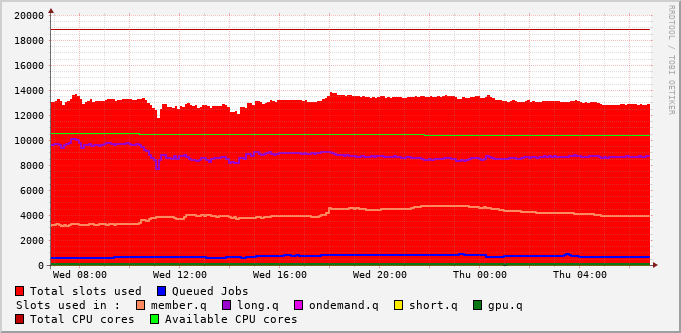 20000
18000
16000
14000
12000
10000
8000
6000
4000
2000
0
Wed 08:00 Wed 12:00 Wed 16:00 Wed 20:00 Thu 00:00 Thu 04:00
RRDTOOL / TOBI OETIKER
Total slots used Queued Jobs
Slots used in : member.q long.q ondemand.q short.q gpu.q
Total CPU cores Available CPU cores